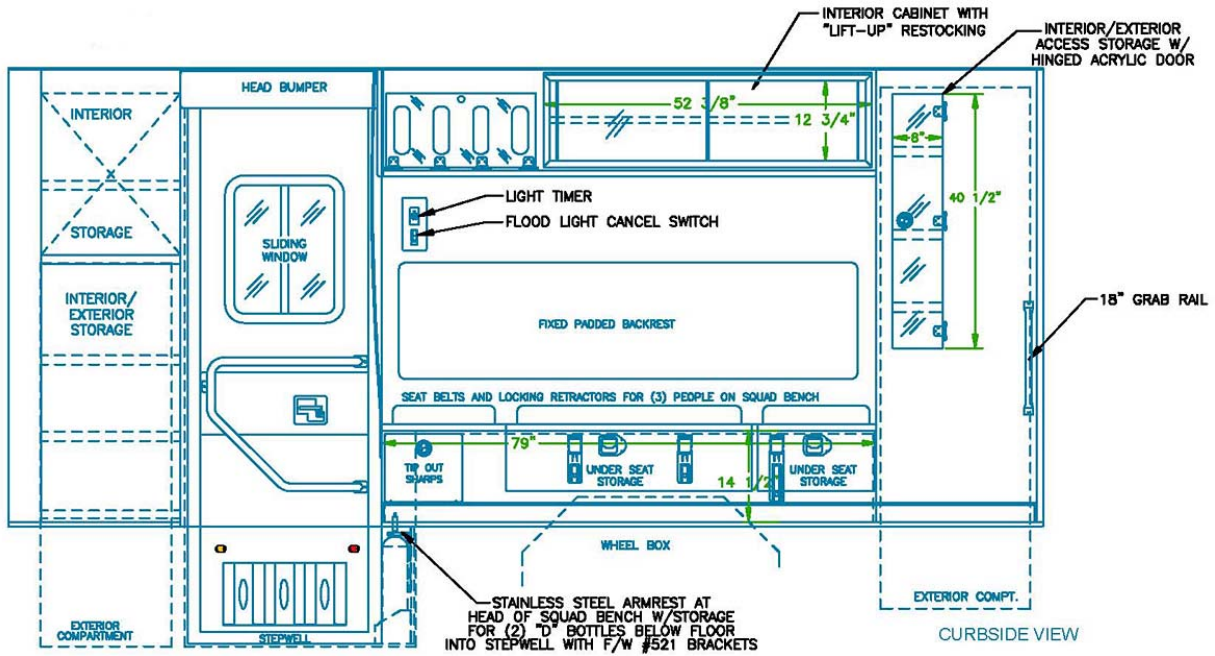 INTERIOR CABINET WITH
"LIFT-UP" RESTOCKING
INTERIOR/EXTERIOR
ACCESS STORAGE W/
HINGED ACRYLIC DOOR
HEAD BUMPER
INTERIOR
STORAGE
52 3/8"
12 3/4"
8"
40 1/2"
LIGHT TIMER
FLOOD LIGHT CANCEL SWITCH
SLIDING
WINDOW
INTERIOR/
EXTERIOR
STORAGE
FIXED PADDED BACKREST
18" GRAB RAIL
SEAT BELTS AND LOCKING RETRACTORS FOR (3) PEOPLE ON SQUAD BENCH
79"
TIP OUT
SHARPS
UNDER SEAT
STORAGE
14 1/2"
UNDER SEAT
STORAGE
WHEEL BOX
EXTERIOR COMPT.
STAINLESS STEEL ARMREST AT
HEAD OF SQUAD BENCH W/STORAGE
FOR (2) "D" BOTTLES BELOW FLOOR
INTO STEPWELL WITH F/W #521 BRACKETS
EXTERIOR
COMPARTMENT
STEPWELL
CURBSIDE VIEW